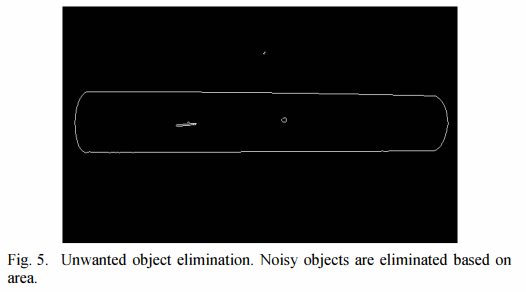 Fig. 5. Unwanted object elimination. Noisy objects are eliminated based on
area.